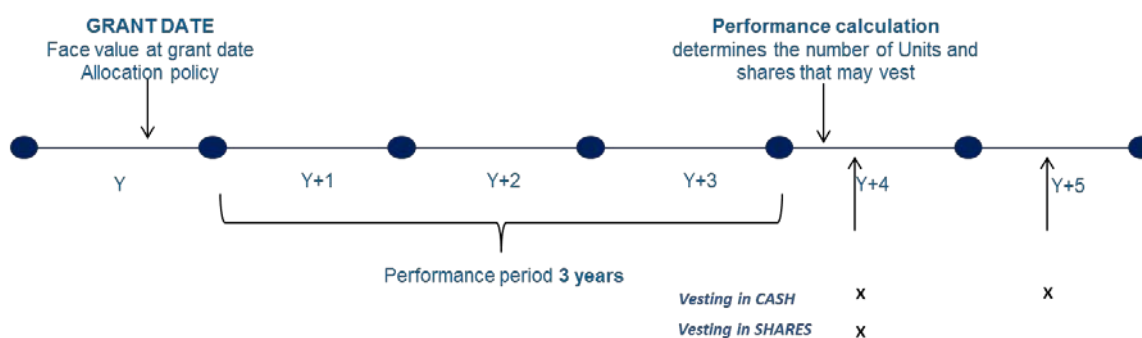 GRANT DATE
Face value at grant date
Allocation policy
Performance calculation
determines the number of Units and
shares that may vest
Y
Y+1
Y+2
Y+3
Y+4
Y+5
Performance period 3 years
Vesting in CASH x x
Vesting in SHARES x